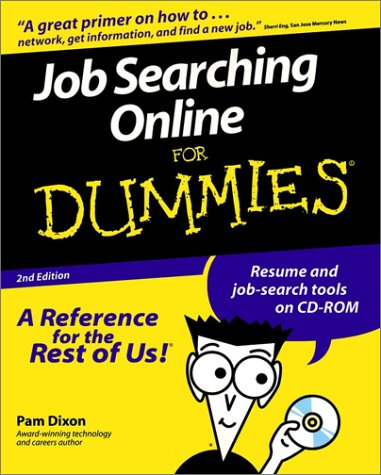 “A great primer on how to . . .
network, get information, and find a new job.” Sherri Eng, San Jose Mercury News
Job Searching
Online
FOR
DUMMIES®
2nd Edition
Resume and
job-search tools
on CD-ROM
A Reference
for the
Rest of Us!®
Pam Dixon
Award-winning technology
and careers author